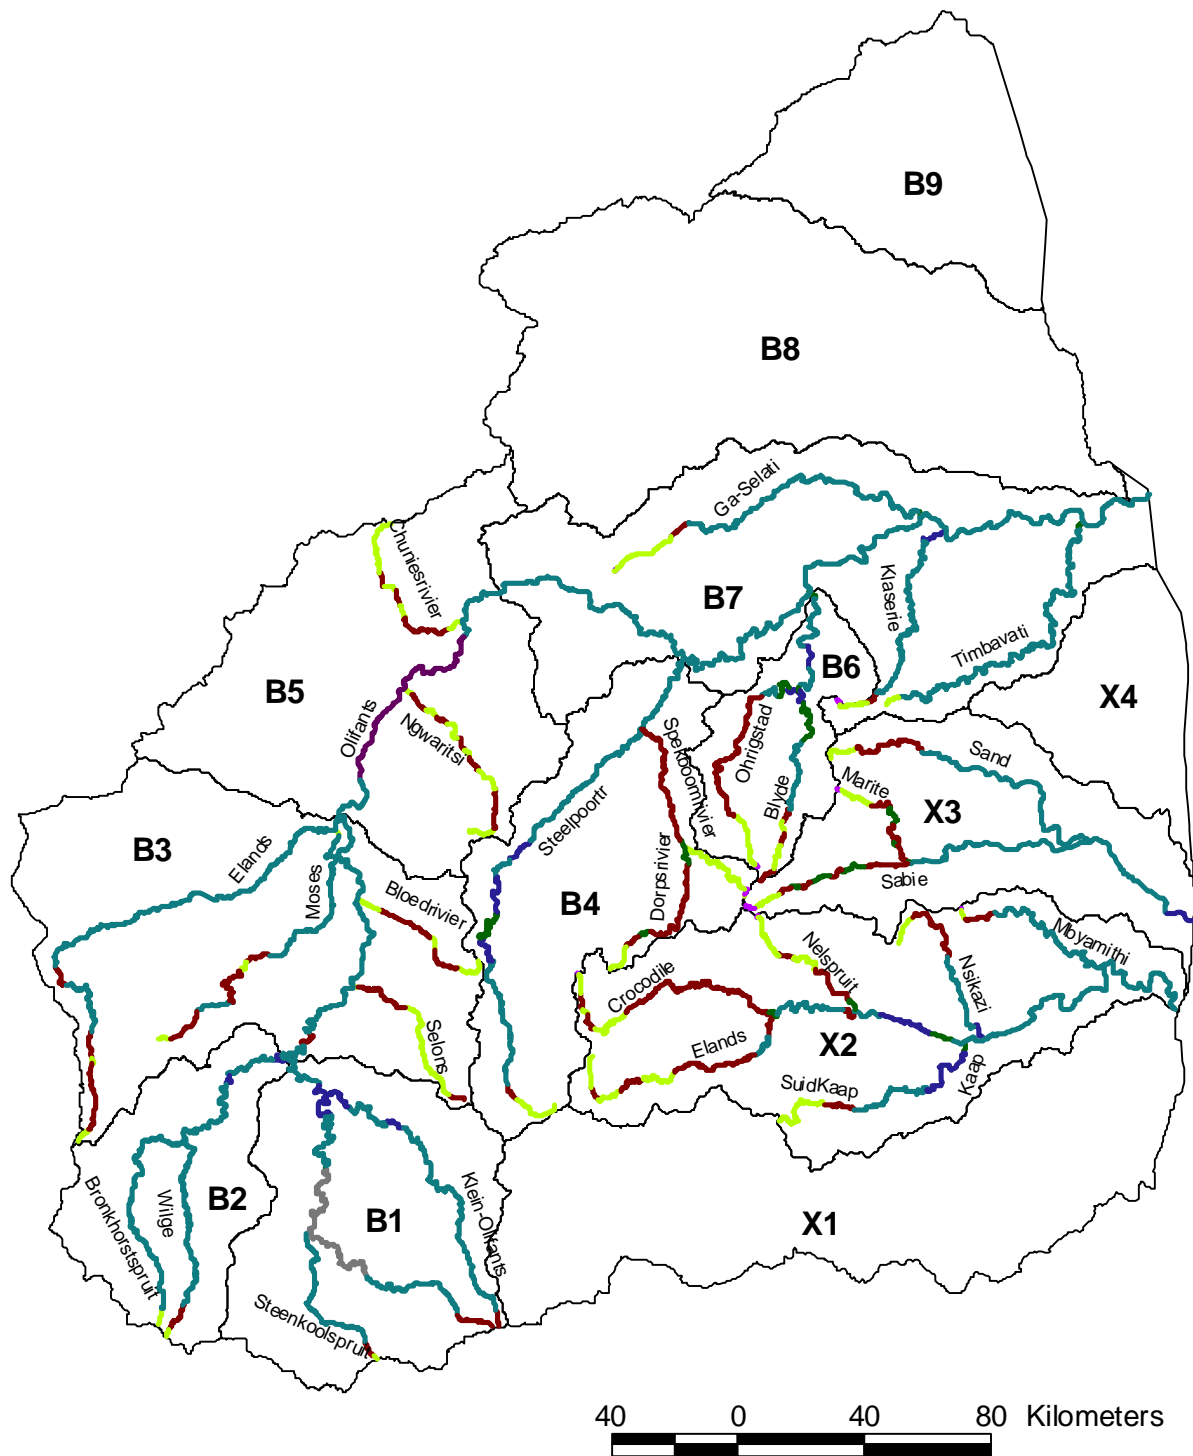 B9
B8
Ga-Selati
Chuniesrivier
Klaserie
B7
Timbavati
B6
B5
X4
Olifants
Ngwaritsi
Spekboomrivier
Ohrigstad
Blyde
Sand
Marite
X3
Steelpoortr
B3
Elands
Moses
Bloedrivier
B4
Dorpsrivier
Sabie
Mbyamithi
Nelspruit
Nsikazi
Crocodile
Selons
Elands
X2
SuidKaap
Kaap
Bronkhorstspruit
Wilge
B2
B1
Klein-Olifants
X1
Steenkoolspruit
40 0 40 80 Kilometers